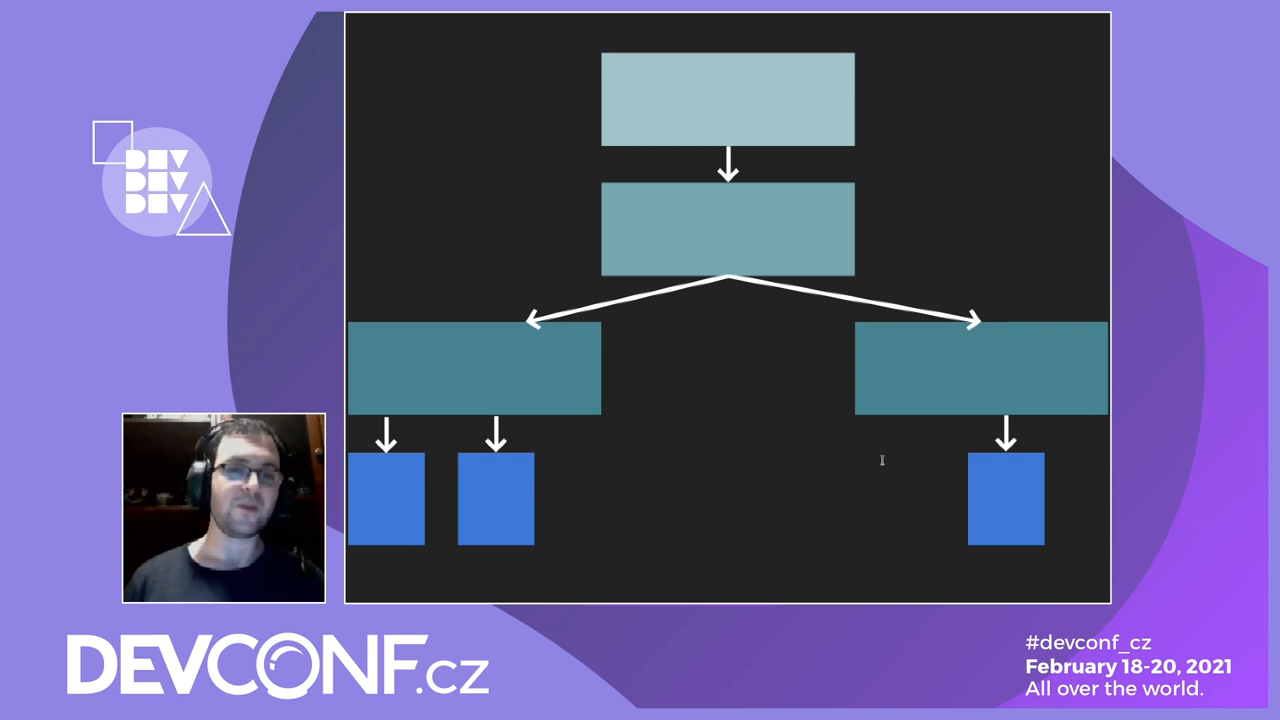 DEV
DEV
DEV
DEVCONF.cz
#devconf_cz
February 18-20, 2021
All over the world.